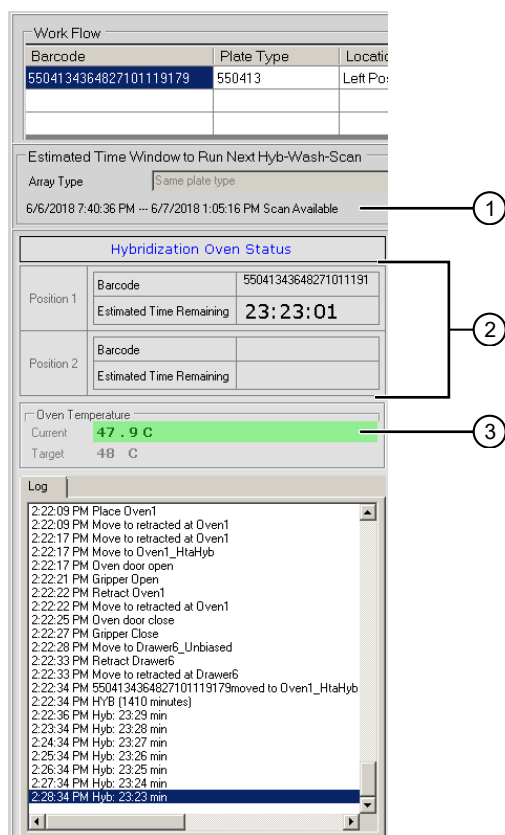 Work Flow
Barcode Plate Type
5504134364827101119179 550413 Left
Estimated Time Window to Run Next Hyb-Wash-Scan
Array Type Same plate type
6/6/2018 7:40:36 PM --- 6/7/2018 1:05:16 PM Scan Available
1
Hybridization Oven Status
Position 1
Barcode 55041343648271011191
Estimated Time Remaining 23:23:01
2
Position 2
Barcode
Estimated Time Remaining
Oven Temperature
Current 47.9 C
3
Target 48 C
Log
2:22:09 PM Place Oven1
2:22:09 PM Move to retracted at Oven1
2:22:17 PM Move to retracted at Oven1
2:22:17 PM Move to Oven1_HtaHyb
2:22:17 PM Oven door open
2:22:21 PM Gripper Open
2:22:22 PM Retract Oven1
2:22:22 PM Move to retracted at Oven1
2:22:25 PM Oven door close
2:22:27 PM Gripper Close
2:22:28 PM Move to Drawer6_Unbiased
2:22:33 PM Retract Drawer6
2:22:33 PM Move to retracted at Drawer6
2:22:34 PM 5504134364827101119179moved to Oven1_HtaHyb
2:22:34 PM HYB (1410 minutes)
2:22:36 PM Hyb: 23:29 min
2:23:34 PM Hyb: 23:28 min
2:24:34 PM Hyb: 23:27 min
2:25:34 PM Hyb: 23:26 min
2:26:34 PM Hyb: 23:25 min
2:27:34 PM Hyb: 23:24 min
2:28:34 PM Hyb: 23:23 min